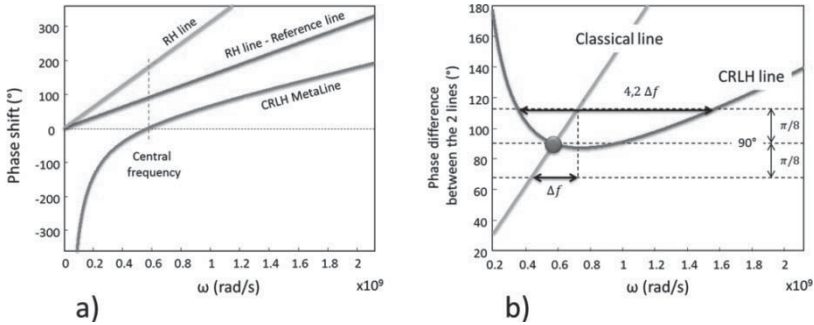 360
300
200
100
0
-100
-200
-300
Phase shift (°)
RH line
RH line - Reference line
CRLH MetaLine
Central
frequency
0 0.2 0.4 0.6 0.8 1 1.2 1.4 1.6 1.8 2
ω (rad/s)
x10⁹
a)
180
160
140
120
100
80
60
40
20
Phase difference
between the 2 lines (°)
Classical line
4,2 Δf
CRLH line
π/8
90°
π/8
Δf
0.2 0.4 0.6 0.8 1 1.2 1.4 1.6 1.8 2
ω (rad/s)
x10⁹
b)